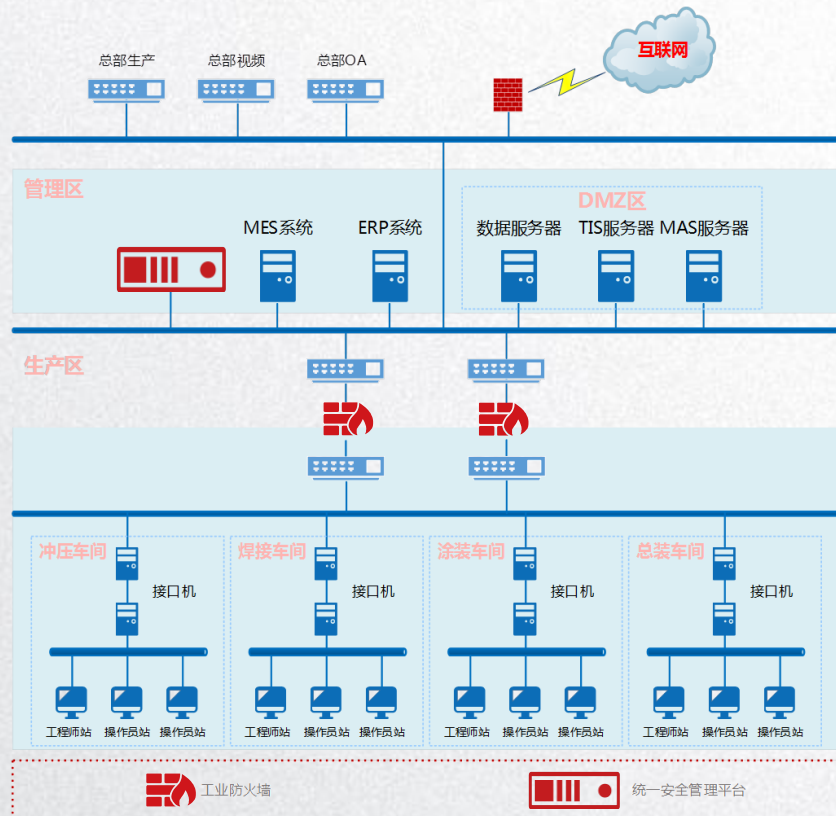 互联网
总部生产 总部视频 总部OA
管理区
DMZ区
MES系统 ERP系统 数据服务器 TIS服务器 MAS服务器
生产区
冲压车间 焊接车间 涂装车间 总装车间
接口机 接口机 接口机 接口机
工程师站 操作员站 操作员站 工程师站 操作员站 操作员站 工程师站 操作员站 操作员站 工程师站 操作员站 操作员站
工业防火墙 统一安全管理平台